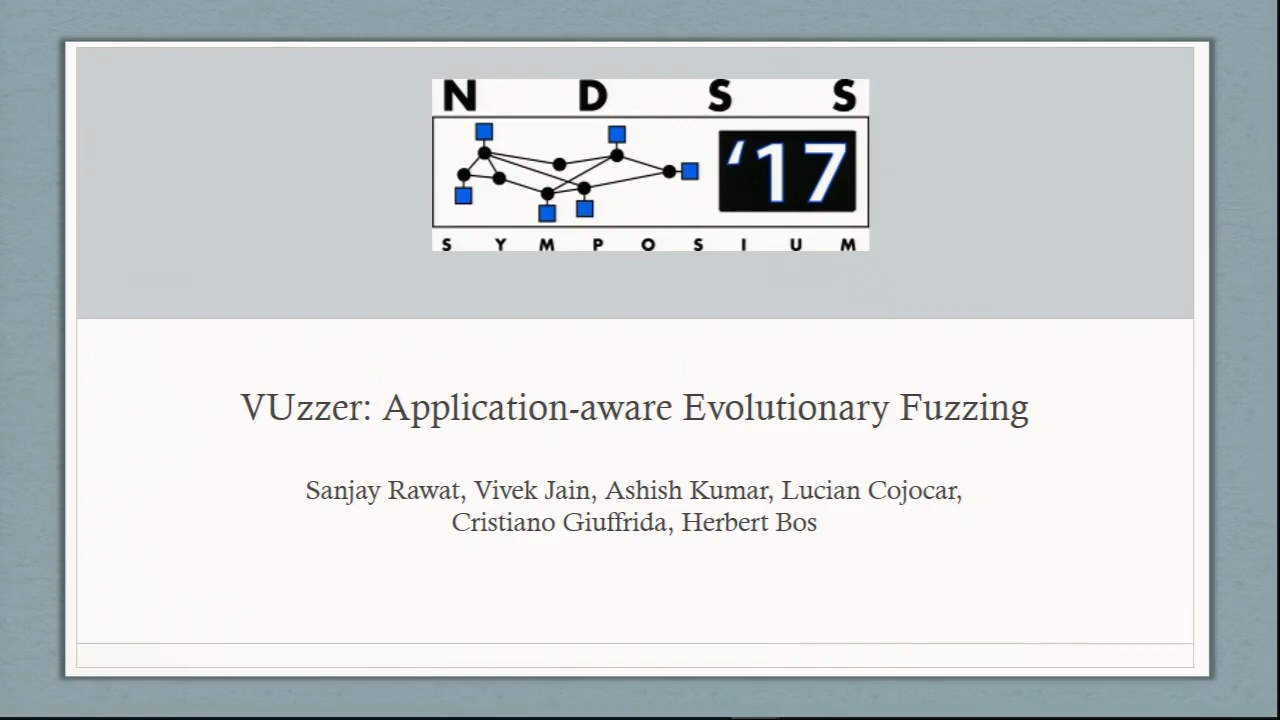 N D S S
‘17
S Y M P O S I U M
VUzzer: Application-aware Evolutionary Fuzzing
Sanjay Rawat, Vivek Jain, Ashish Kumar, Lucian Cojocar,
Cristiano Giuffrida, Herbert Bos